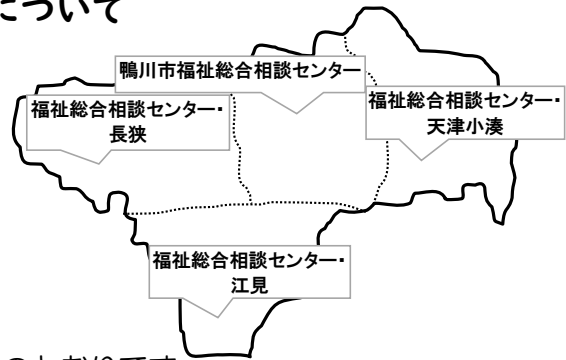 について
鴨川市福祉総合相談センター
福祉総合相談センター・
長狭
福祉総合相談センター・
天津小湊
福祉総合相談センター・
江見